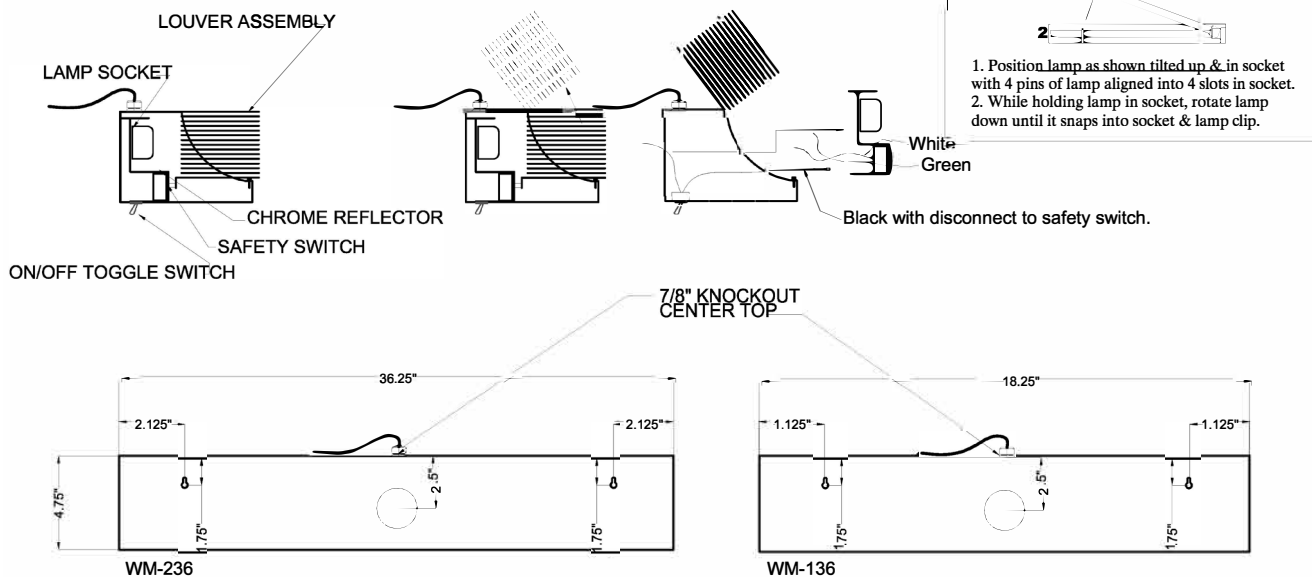 LOUVER ASSEMBLY
LAMP SOCKET
CHROME REFLECTOR
SAFETY SWITCH
ON/OFF TOGGLE SWITCH
2
1. Position lamp as shown tilted up & in socket
with 4 pins of lamp aligned into 4 slots in socket.
2. While holding lamp in socket, rotate lamp
down until it snaps into socket & lamp clip.
White
Green
Black with disconnect to safety switch.
7/8" KNOCKOUT
CENTER TOP
36.25"
2.125"
2.125"
4.75"
1.75"
2.5"
1.75"
WM-236
18.25"
1.125"
1.125"
1.75"
2.5"
1.75"
WM-136